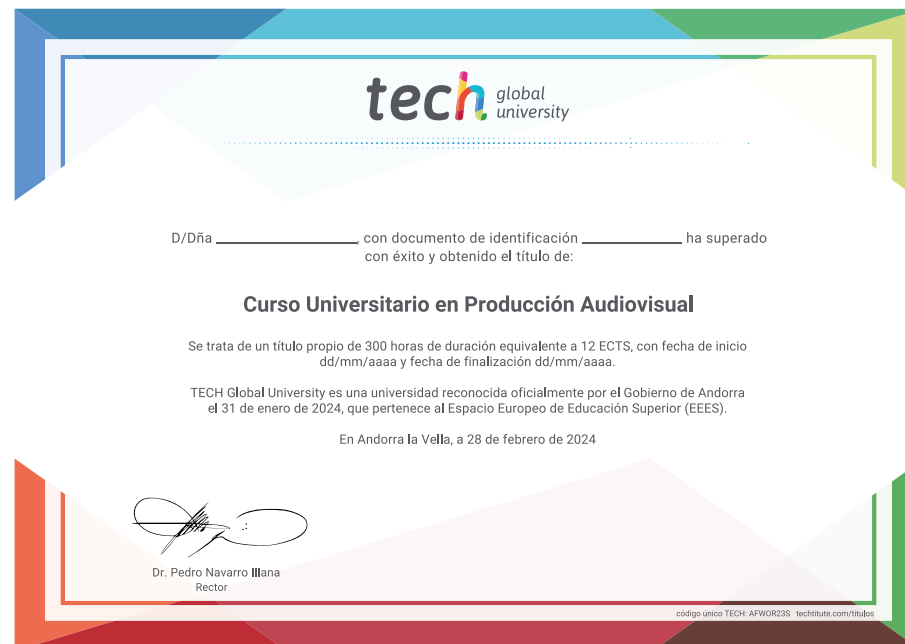 tech global
university
D/Dña ____________________, con documento de identificación ______________ ha superado
con éxito y obtenido el título de:
Curso Universitario en Producción Audiovisual
Se trata de un título propio de 300 horas de duración equivalente a 12 ECTS, con fecha de inicio
dd/mm/aaaa y fecha de finalización dd/mm/aaaa.
TECH Global University es una universidad reconocida oficialmente por el Gobierno de Andorra
el 31 de enero de 2024, que pertenece al Espacio Europeo de Educación Superior (EEES).
En Andorra la Vella, a 28 de febrero de 2024
Dr. Pedro Navarro Illana
Rector
código único TECH: AFWOR23S techtitute.com/titulos